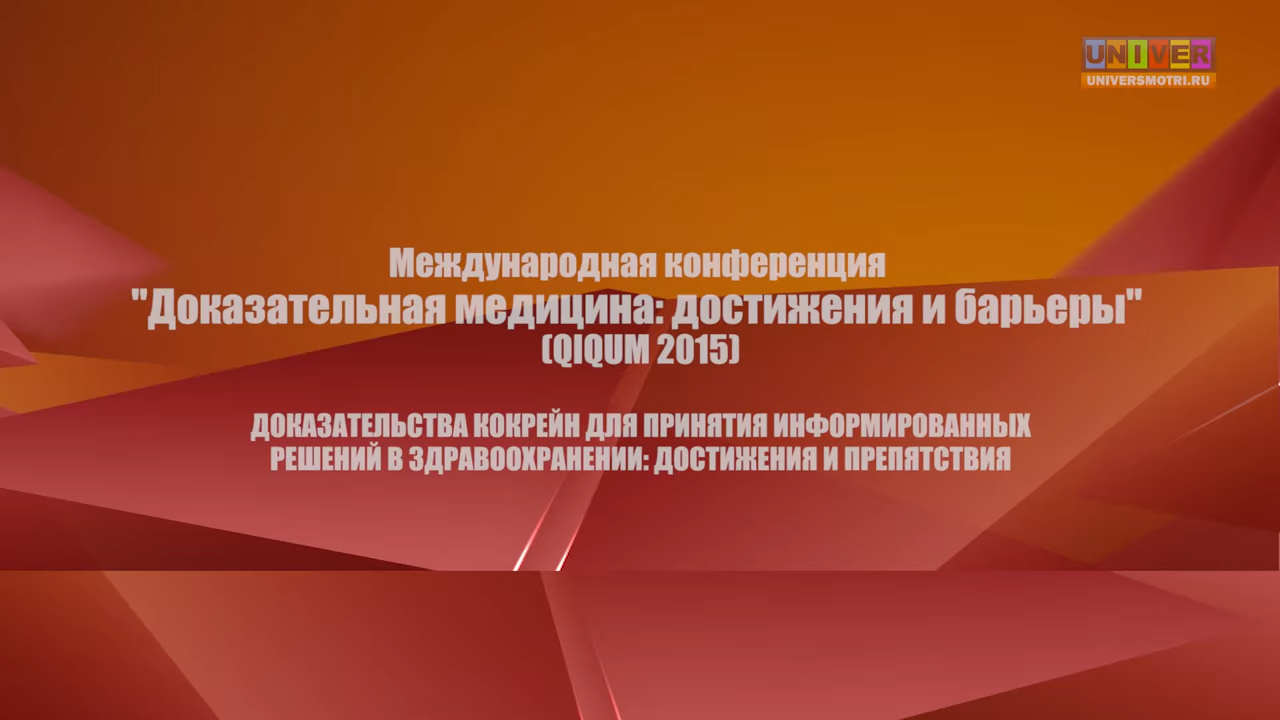 UNIVER
UNIVERSMOTRI.RU
Международная конференция
"Доказательная медицина: достижения и барьеры"
(QIQUM 2015)
ДОКАЗАТЕЛЬСТВА КОКРЕЙН ДЛЯ ПРИНЯТИЯ ИНФОРМИРОВАННЫХ
РЕШЕНИЙ В ЗДРАВООХРАНЕНИИ: ДОСТИЖЕНИЯ И ПРЕПЯТСТВИЯ